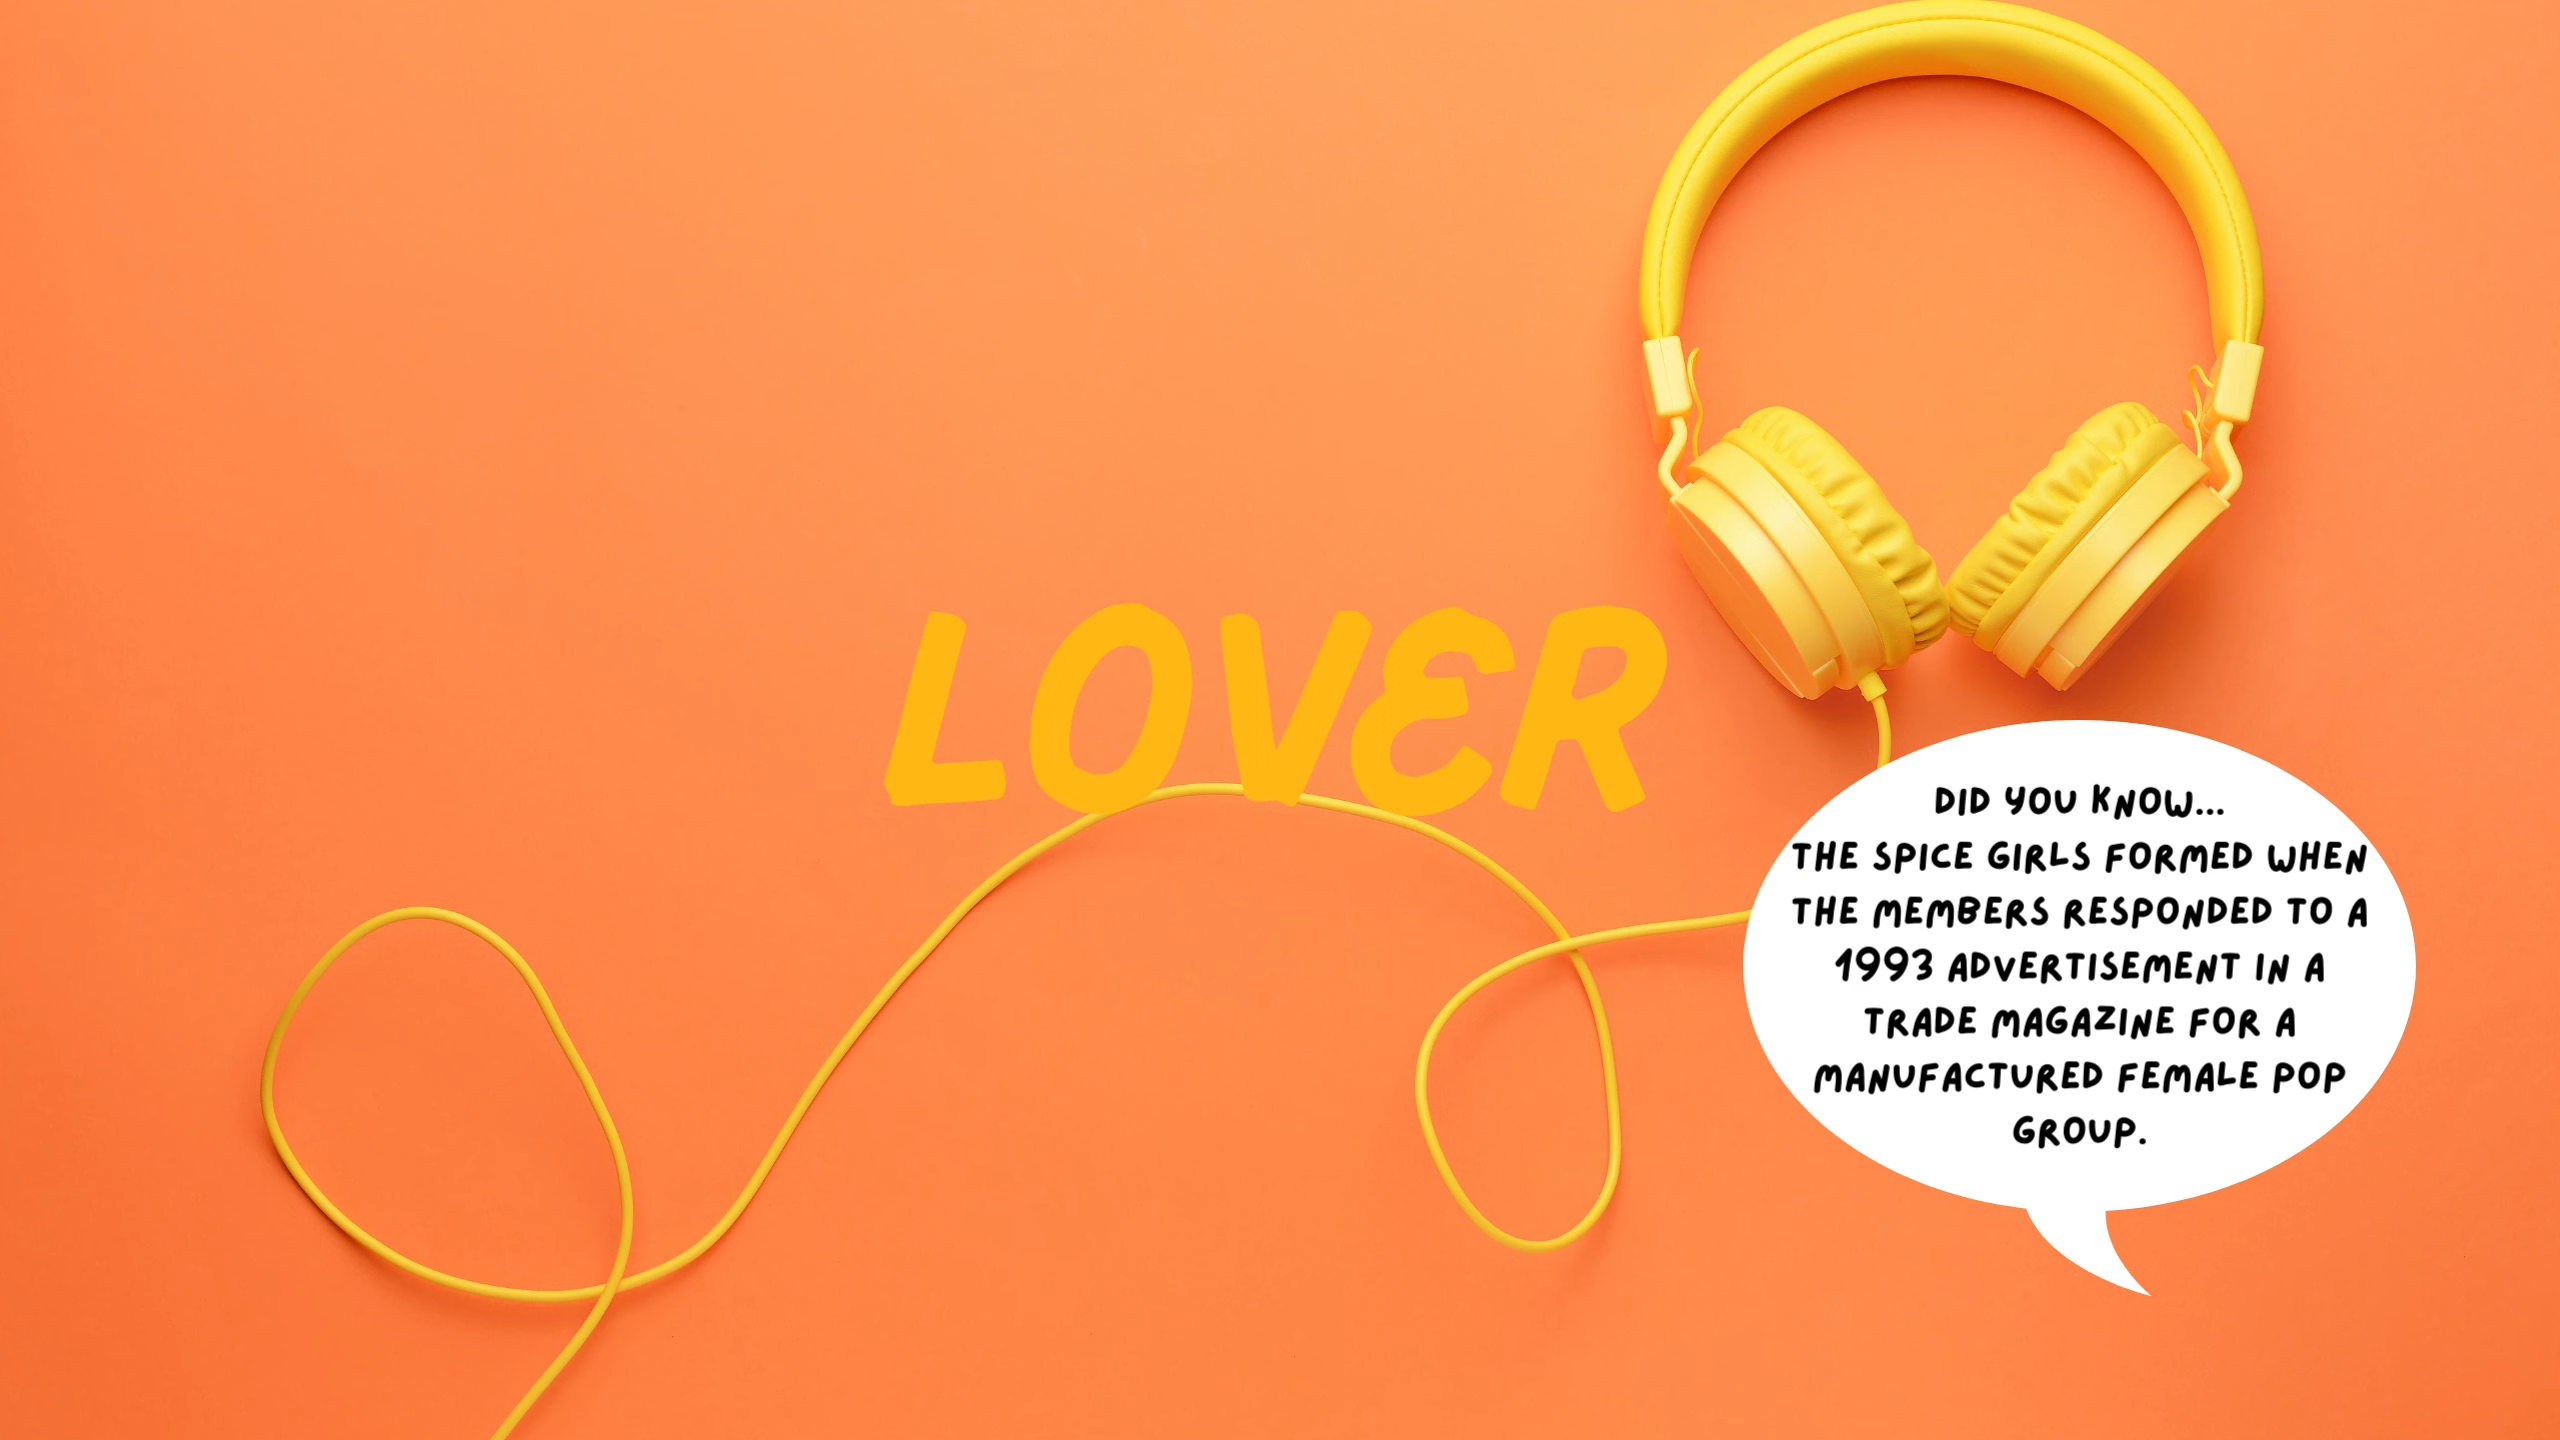 LOVER
DID YOU KNOW...
THE SPICE GIRLS FORMED WHEN
THE MEMBERS RESPONDED TO A
1993 ADVERTISEMENT IN A
TRADE MAGAZINE FOR A
MANUFACTURED FEMALE POP
GROUP.